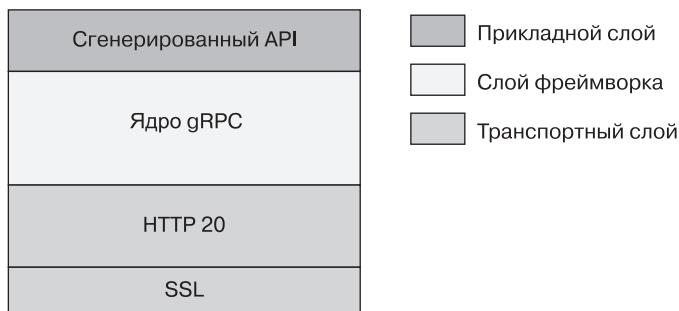 Сгенерированный API
Ядро gRPC
HTTP 20
SSL
Прикладной слой
Слой фреймворка
Транспортный слой